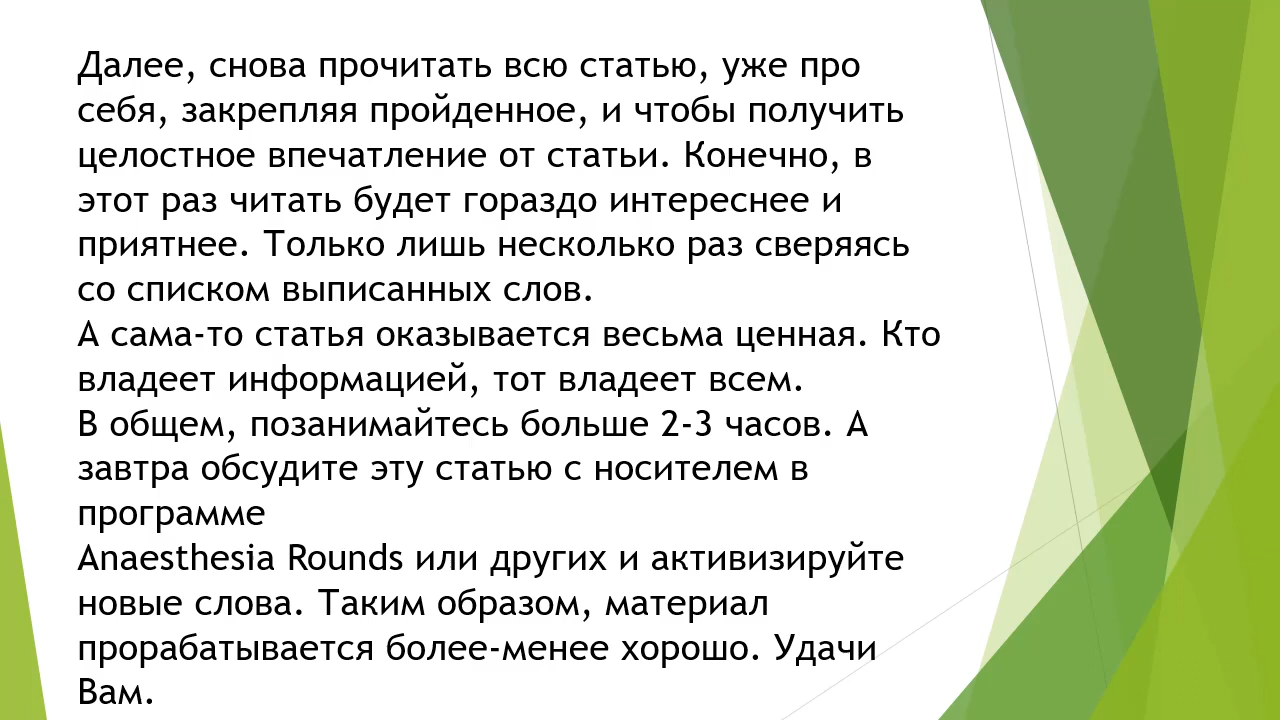 Далее, снова прочитать всю статью, уже про
себя, закрепляя пройденное, и чтобы получить
целостное впечатление от статьи. Конечно, в
этот раз читать будет гораздо интереснее и
приятнее. Только лишь несколько раз сверяясь
со списком выписанных слов.
А сама-то статья оказывается весьма ценная. Кто
владеет информацией, тот владеет всем.
В общем, позанимайтесь больше 2-3 часов. А
завтра обсудите эту статью с носителем в
программе
Anaesthesia Rounds или других и активизируйте
новые слова. Таким образом, материал
прорабатывается более-менее хорошо. Удачи
Вам.